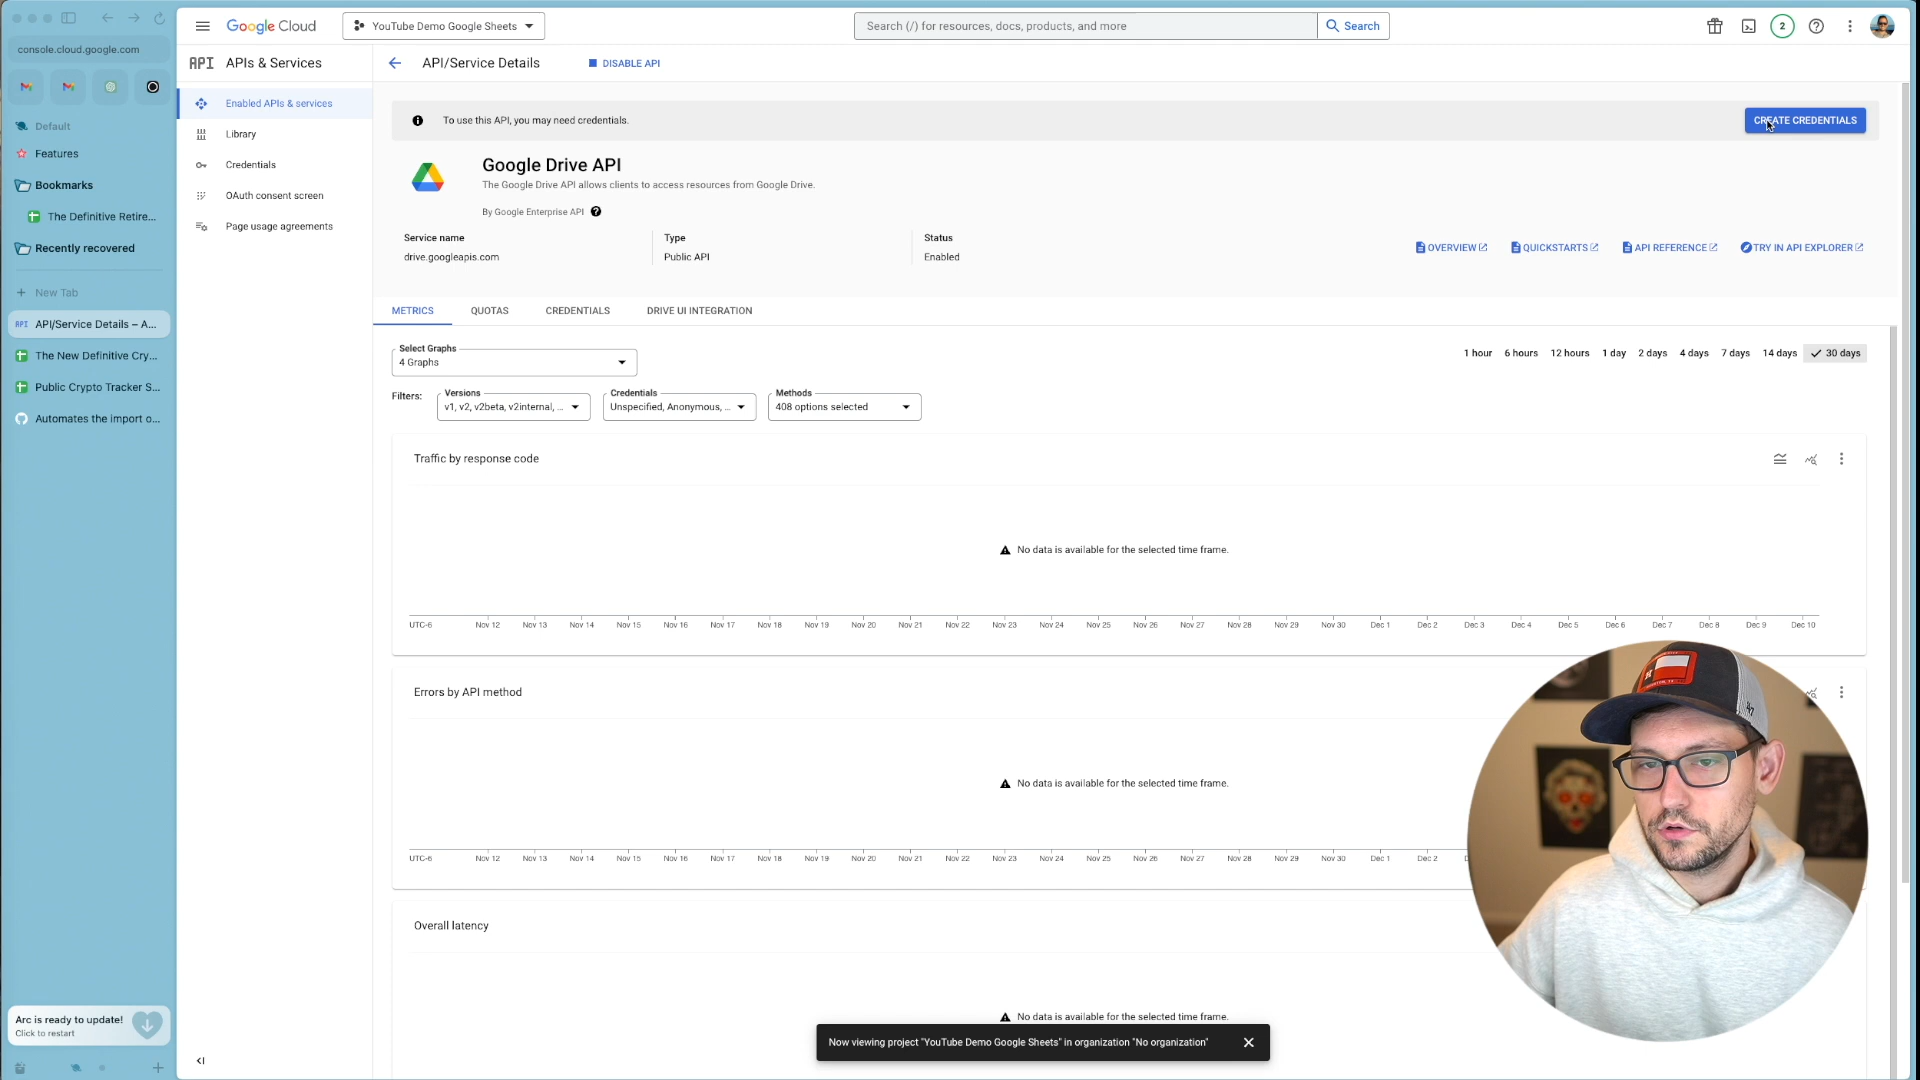 console.cloud.google.com
Default
Features
Bookmarks
The Definitive Retire...
Recently recovered
New Tab
API API/Service Details – A...
The New Definitive Cry...
Public Crypto Tracker S...
Automates the import o...
Arc is ready to update!
Click to restart
Google Cloud
YouTube Demo Google Sheets
Search (/) for resources, docs, products, and more
Search
2
API APIs & Services
Enabled APIs & services
Library
Credentials
OAuth consent screen
Page usage agreements
API/Service Details
DISABLE API
To use this API, you may need credentials.
CREATE CREDENTIALS
Google Drive API
The Google Drive API allows clients to access resources from Google Drive.
By Google Enterprise API
Service name
drive.googleapis.com
Type
Public API
Status
Enabled
OVERVIEW
QUICKSTARTS
API REFERENCE
TRY IN API EXPLORER
METRICS QUOTAS CREDENTIALS DRIVE UI INTEGRATION
Select Graphs
4 Graphs
1 hour 6 hours 12 hours 1 day 2 days 4 days 7 days 14 days 30 days
Filters:
Versions
v1, v2, v2beta, v2internal, ...
Credentials
Unspecified, Anonymous, ...
Methods
408 options selected
Traffic by response code
No data is available for the selected time frame.
UTC-6 Nov 12 Nov 13 Nov 14 Nov 15 Nov 16 Nov 17 Nov 18 Nov 19 Nov 20 Nov 21 Nov 22 Nov 23 Nov 24 Nov 25 Nov 26 Nov 27 Nov 28 Nov 29 Nov 30 Dec 1 Dec 2 Dec 3 Dec 4 Dec 5 Dec 6 Dec 7 Dec 8 Dec 9 Dec 10
Errors by API method
No data is available for the selected time frame.
UTC-6 Nov 12 Nov 13 Nov 14 Nov 15 Nov 16 Nov 17 Nov 18 Nov 19 Nov 20 Nov 21 Nov 22 Nov 23 Nov 24 Nov 25 Nov 26 Nov 27 Nov 28 Nov 29 Nov 30 Dec 1 Dec 2
Overall latency
No data is available for the selected time frame.
Now viewing project "YouTube Demo Google Sheets" in organization "No organization"